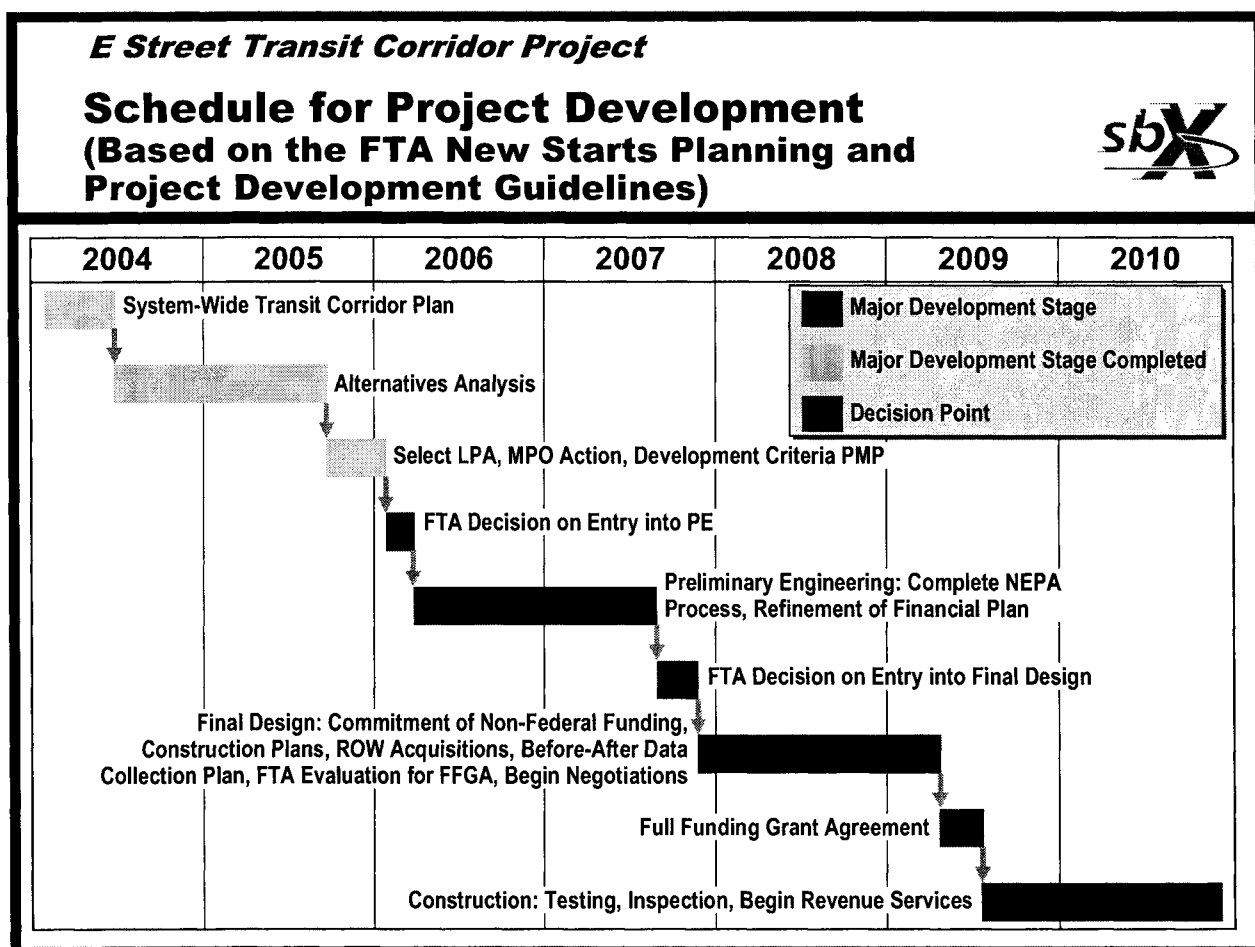 E Street Transit Corridor Project
Schedule for Project Development
(Based on the FTA New Starts Planning and
Project Development Guidelines)
sbX
2004 2005 2006 2007 2008 2009 2010
Major Development Stage
Major Development Stage Completed
Decision Point
System-Wide Transit Corridor Plan
Alternatives Analysis
Select LPA, MPO Action, Development Criteria PMP
FTA Decision on Entry into PE
Preliminary Engineering: Complete NEPA
Process, Refinement of Financial Plan
FTA Decision on Entry into Final Design
Final Design: Commitment of Non-Federal Funding,
Construction Plans, ROW Acquisitions, Before-After Data
Collection Plan, FTA Evaluation for FFGA, Begin Negotiations
Full Funding Grant Agreement
Construction: Testing, Inspection, Begin Revenue Services